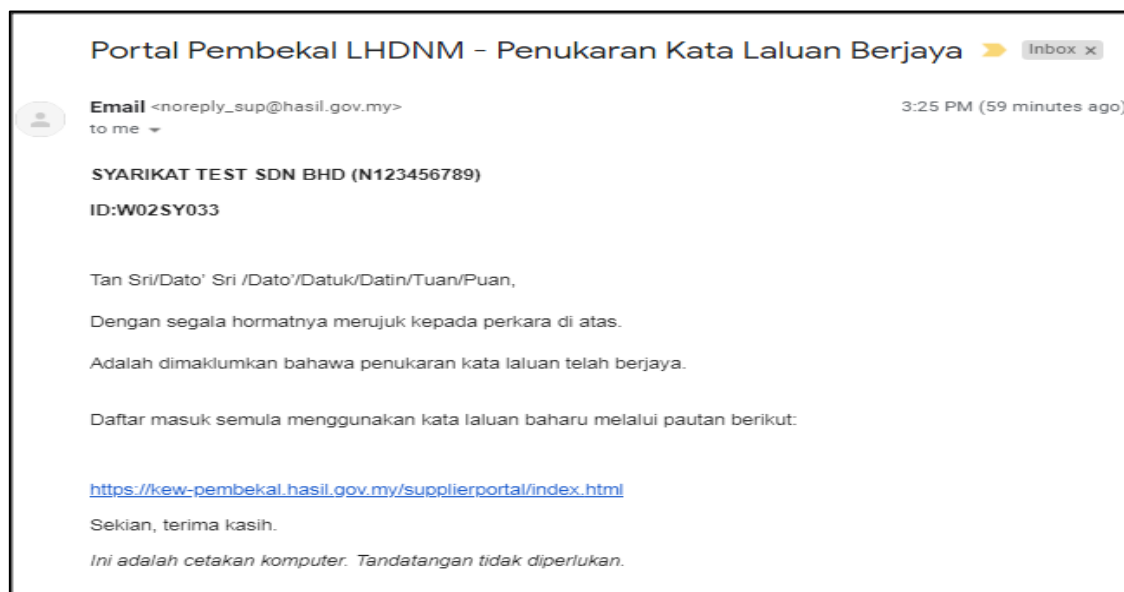 Portal Pembekal LHDNM - Penukaran Kata Laluan Berjaya Inbox x
Email <noreply_sup@hasil.gov.my> 3:25 PM (59 minutes ago)
to me
SYARIKAT TEST SDN BHD (N123456789)
ID:W02SY033
Tan Sri/Dato' Sri /Dato'/Datuk/Datin/Tuan/Puan,
Dengan segala hormatnya merujuk kepada perkara di atas.
Adalah dimaklumkan bahawa penukaran kata laluan telah berjaya.
Daftar masuk semula menggunakan kata laluan baharu melalui pautan berikut:
https://kew-pembekal.hasil.gov.my/supplierportal/index.html
Sekian, terima kasih.
Ini adalah cetakan komputer. Tandatangan tidak diperlukan.